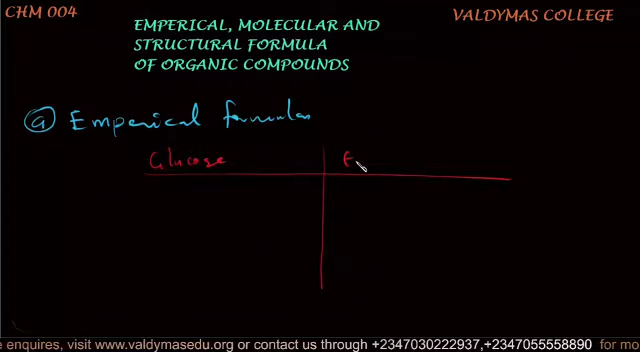 CHM 004
VALDYMAS COLLEGE
EMPERICAL, MOLECULAR AND
STRUCTURAL FORMULA
OF ORGANIC COMPOUNDS
a Emperical formulas
Glucose
e enquires, visit www.valdymasedu.org or contact us through +2347030222937,+2347055558890 for mo